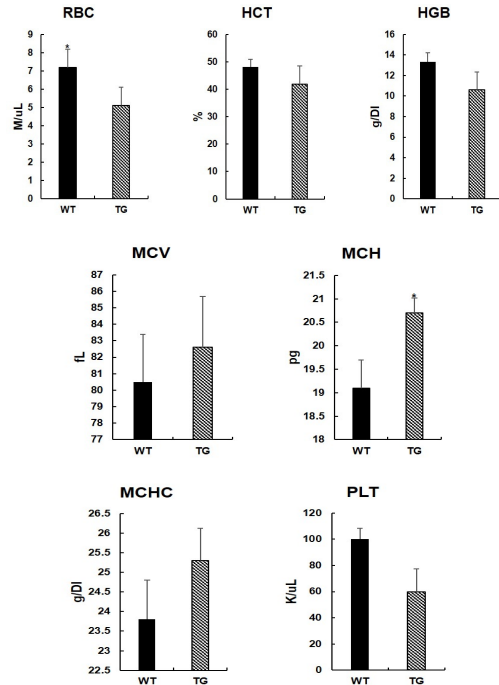 RBC
HCT
HGB
M/uL
9
8
7
6
5
4
3
2
1
0
*
WT
TG
%
60
50
40
30
20
10
0
WT
TG
g/Dl
16
14
12
10
8
6
4
2
0
WT
TG
MCV
MCH
fL
87
86
85
84
83
82
81
80
79
78
77
WT
TG
pg
21.5
21
20.5
20
19.5
19
18.5
18
*
WT
TG
MCHC
PLT
g/Dl
26.5
26
25.5
25
24.5
24
23.5
23
22.5
WT
TG
K/uL
120
100
80
60
40
20
0
WT
TG